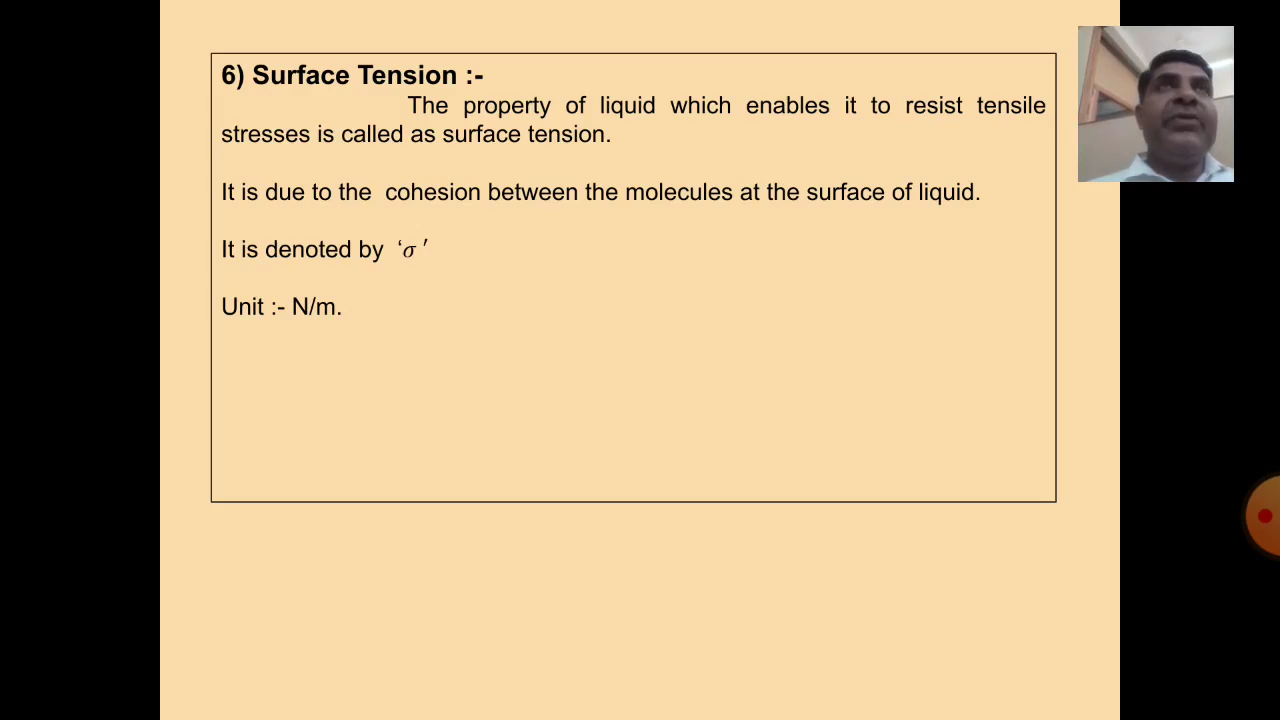 6) Surface Tension :-
The property of liquid which enables it to resist tensile
stresses is called as surface tension.
It is due to the cohesion between the molecules at the surface of liquid.
It is denoted by ‘σ ′
Unit :- N/m.